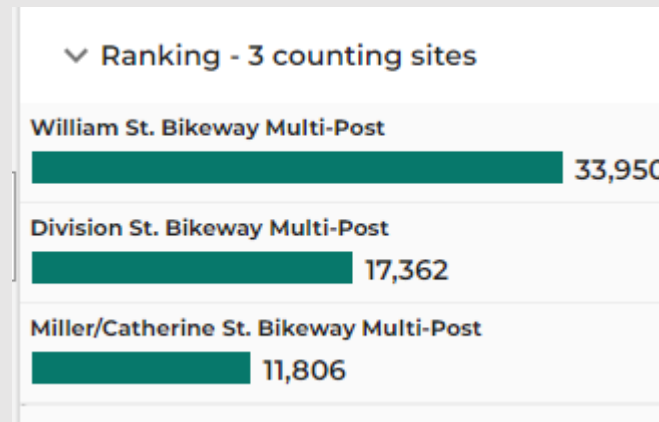 Ranking - 3 counting sites
William St. Bikeway Multi-Post
33,950
Division St. Bikeway Multi-Post
17,362
Miller/Catherine St. Bikeway Multi-Post
11,806